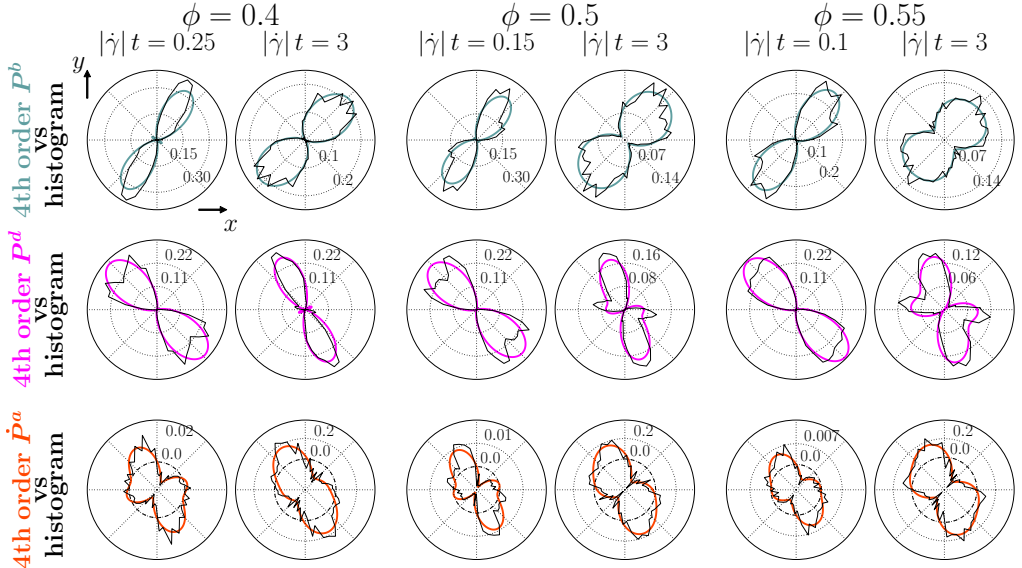 ϕ = 0.4 ϕ = 0.5 ϕ = 0.55
|γ̇| t = 0.25 |γ̇| t = 3 |γ̇| t = 0.15 |γ̇| t = 3 |γ̇| t = 0.1 |γ̇| t = 3
y
x
4th order P^b
vs
histogram
0.15 0.1 0.15 0.07 0.1 0.07
0.30 0.2 0.30 0.14 0.2 0.14
4th order P^d
vs
histogram
0.22 0.22 0.22 0.16 0.22 0.12
0.11 0.11 0.11 0.08 0.11 0.06
4th order Ṗ^a
vs
histogram
0.02 0.2 0.01 0.2 0.007 0.2
0.0 0.0 0.0 0.0 0.0 0.0